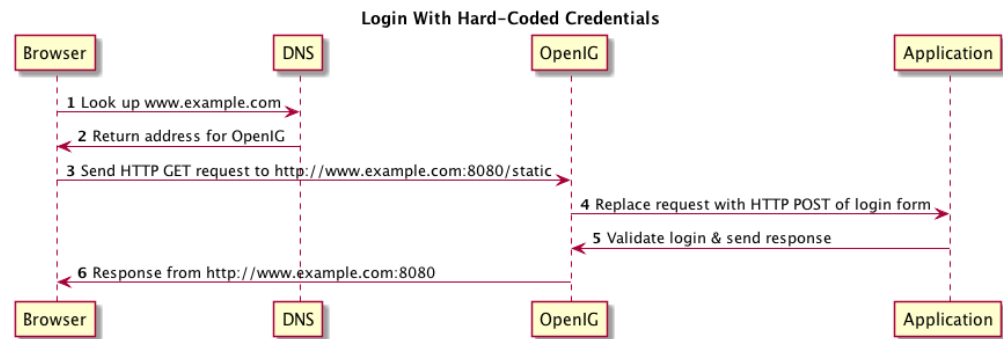 Login With Hard-Coded Credentials
Browser DNS OpenIG Application
1 Look up www.example.com
2 Return address for OpenIG
3 Send HTTP GET request to http://www.example.com:8080/static
4 Replace request with HTTP POST of login form
5 Validate login & send response
6 Response from http://www.example.com:8080
Browser DNS OpenIG Application